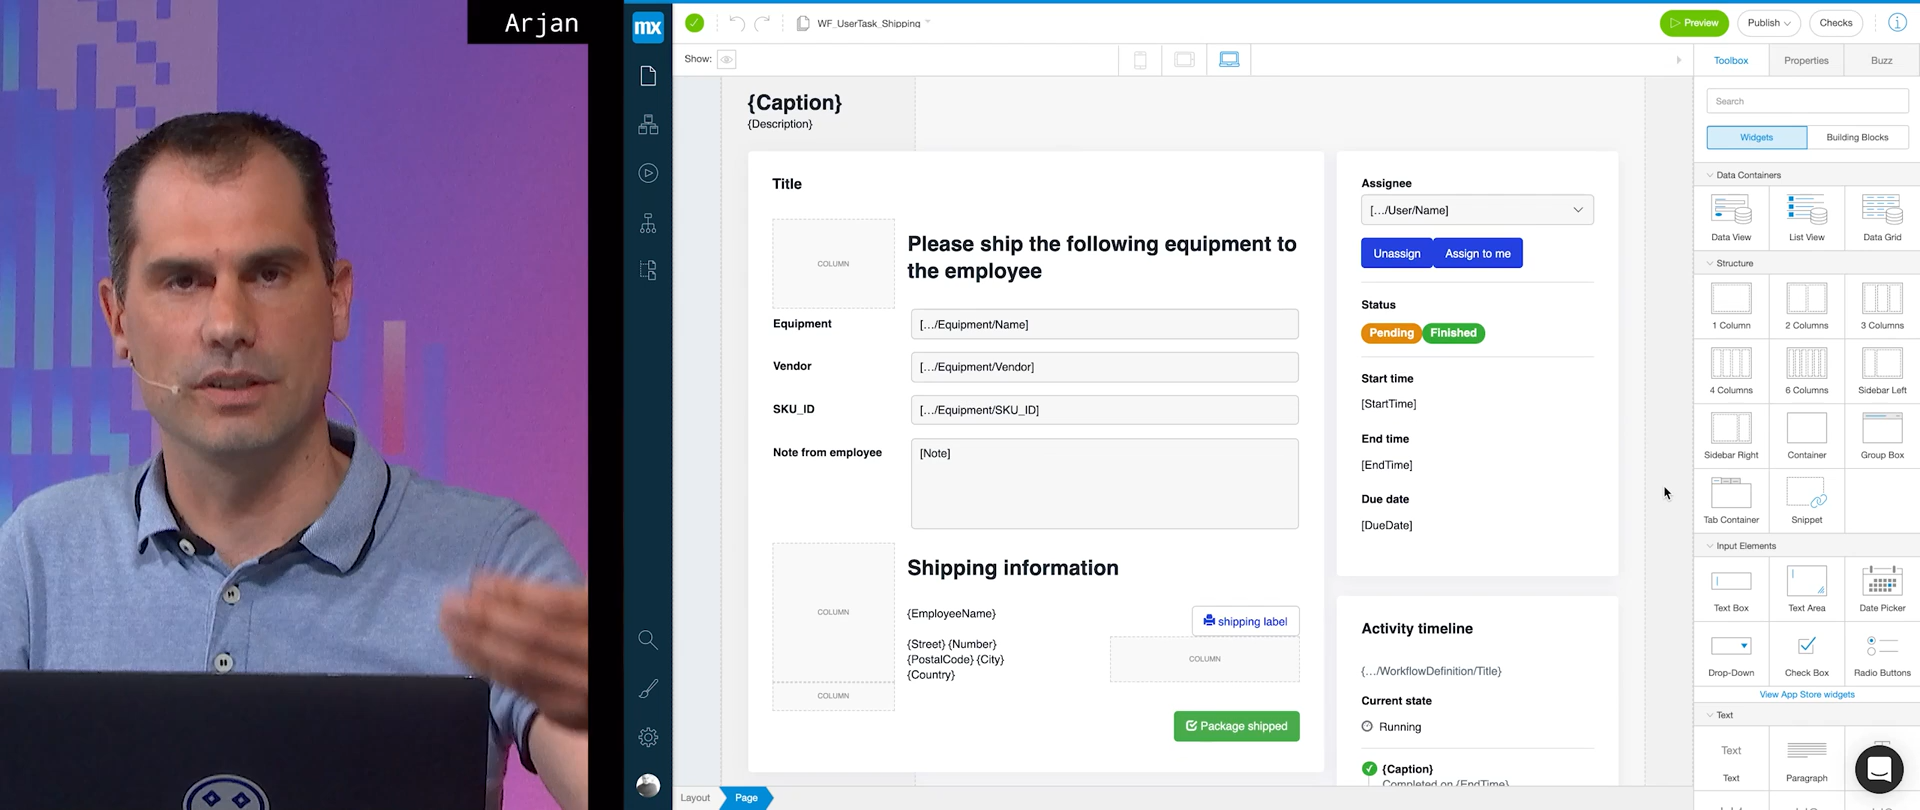 Arjan
mx
WF_UserTask_Shipping
Preview
Publish
Checks
Show:
Toolbox
Properties
Buzz
{Caption}
{Description}
Search
Widgets
Building Blocks
Title
COLUMN
Please ship the following equipment to
the employee
Equipment
[.../Equipment/Name]
Vendor
[.../Equipment/Vendor]
SKU_ID
[.../Equipment/SKU_ID]
Note from employee
[Note]
COLUMN
Shipping information
{EmployeeName}
shipping label
{Street} {Number}
{PostalCode} {City}
{Country}
COLUMN
COLUMN
Package shipped
Assignee
[.../User/Name]
Unassign
Assign to me
Status
Pending
Finished
Start time
[StartTime]
End time
[EndTime]
Due date
[DueDate]
Activity timeline
{.../WorkflowDefinition/Title}
Current state
Running
{Caption}
Completed on {EndTime}
Data Containers
Data View
List View
Data Grid
Structure
1 Column
2 Columns
3 Columns
4 Columns
6 Columns
Sidebar Left
Sidebar Right
Container
Group Box
Tab Container
Snippet
Input Elements
Text Box
Text Area
Date Picker
Drop-Down
Check Box
Radio Buttons
View App Store widgets
Text
Text
Text
Paragraph
Layout
Page